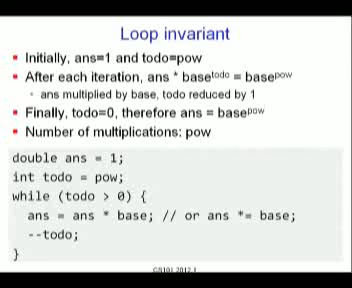 Loop invariant
Initially, ans=1 and todo=pow
After each iteration, ans * base^todo = base^pow
ans multiplied by base, todo reduced by 1
Finally, todo=0, therefore ans = base^pow
Number of multiplications: pow
double ans = 1;
int todo = pow;
while (todo > 0) {
ans = ans * base; // or ans *= base;
--todo;
}
CS101 2012.1